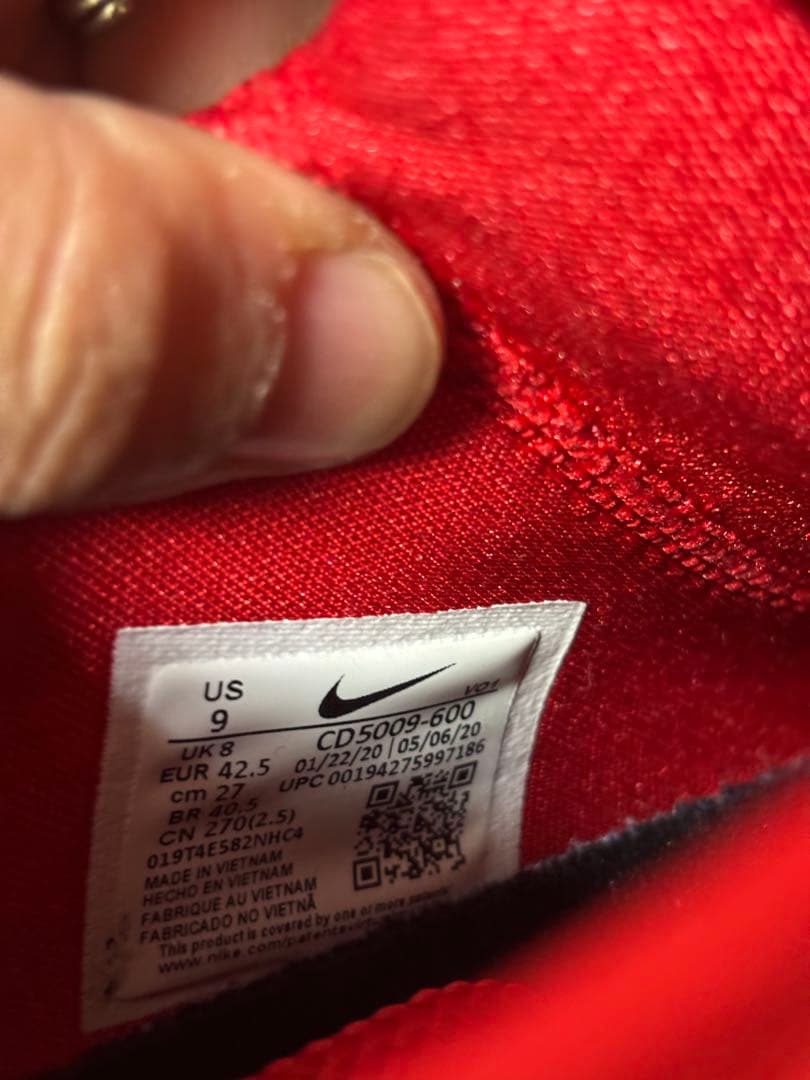 US
9
VO1
UK 8
EUR 42.5
cm 27
BR 40.5
CN 270(2.5)
CD5009-600
01/22/20 | 05/06/20
UPC 00194275997186
019T4E582NHC4
MADE IN VIETNAM
HECHO EN VIETNAM
FABRIQUE AU VIETNAM
FABRICADO NO VIETNÃ
This product is covered by one or more
www.nike.com/patents